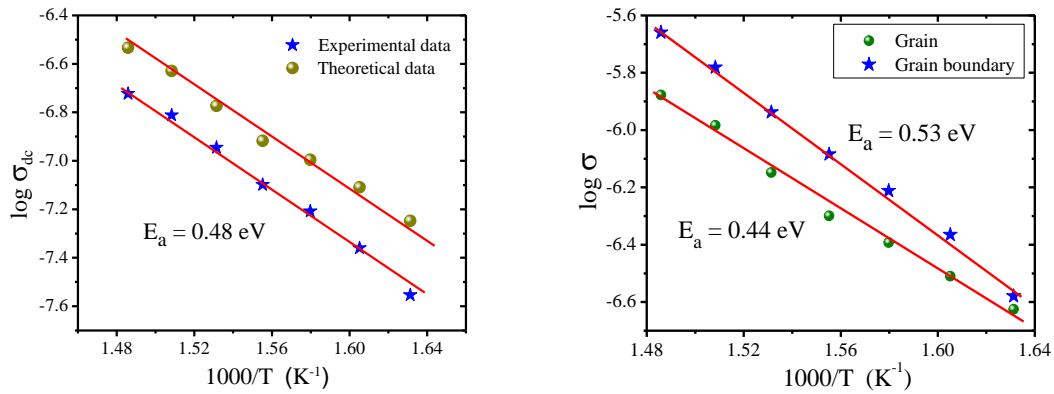 -6.4
-6.6
-6.8
-7.0
-7.2
-7.4
-7.6
log σdc
Experimental data
Theoretical data
Ea = 0.48 eV
1.48 1.52 1.56 1.60 1.64
1000/T (K-1)
-5.6
-5.8
-6.0
-6.2
-6.4
-6.6
log σ
Grain
Grain boundary
Ea = 0.53 eV
Ea = 0.44 eV
1.48 1.52 1.56 1.60 1.64
1000/T (K-1)